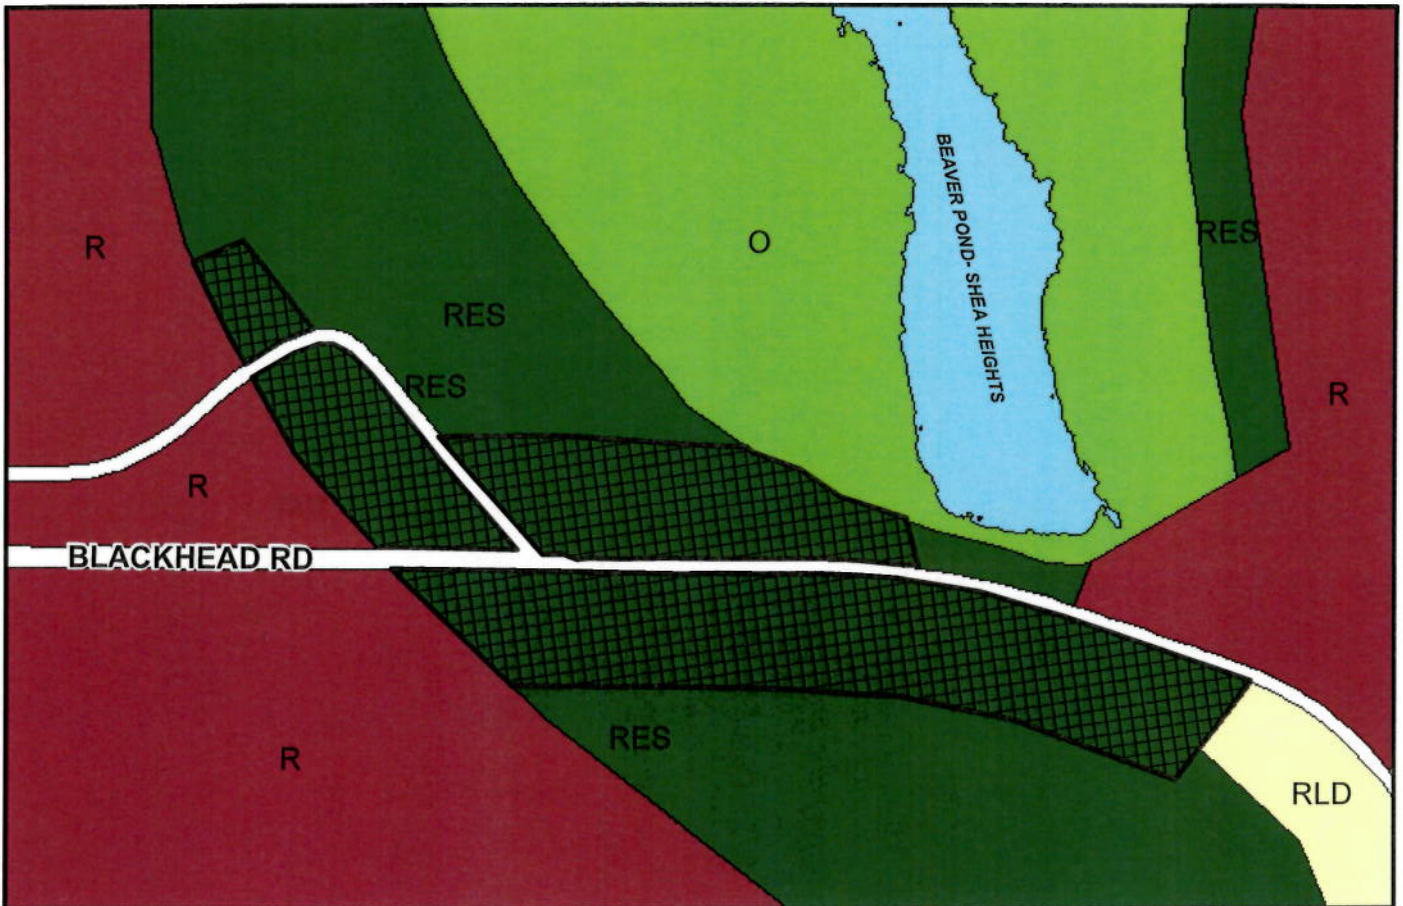 BEAVER POND- SHEA HEIGHTS
R
O
RES
RES
RES
R
R
BLACKHEAD RD
RES
R
RLD